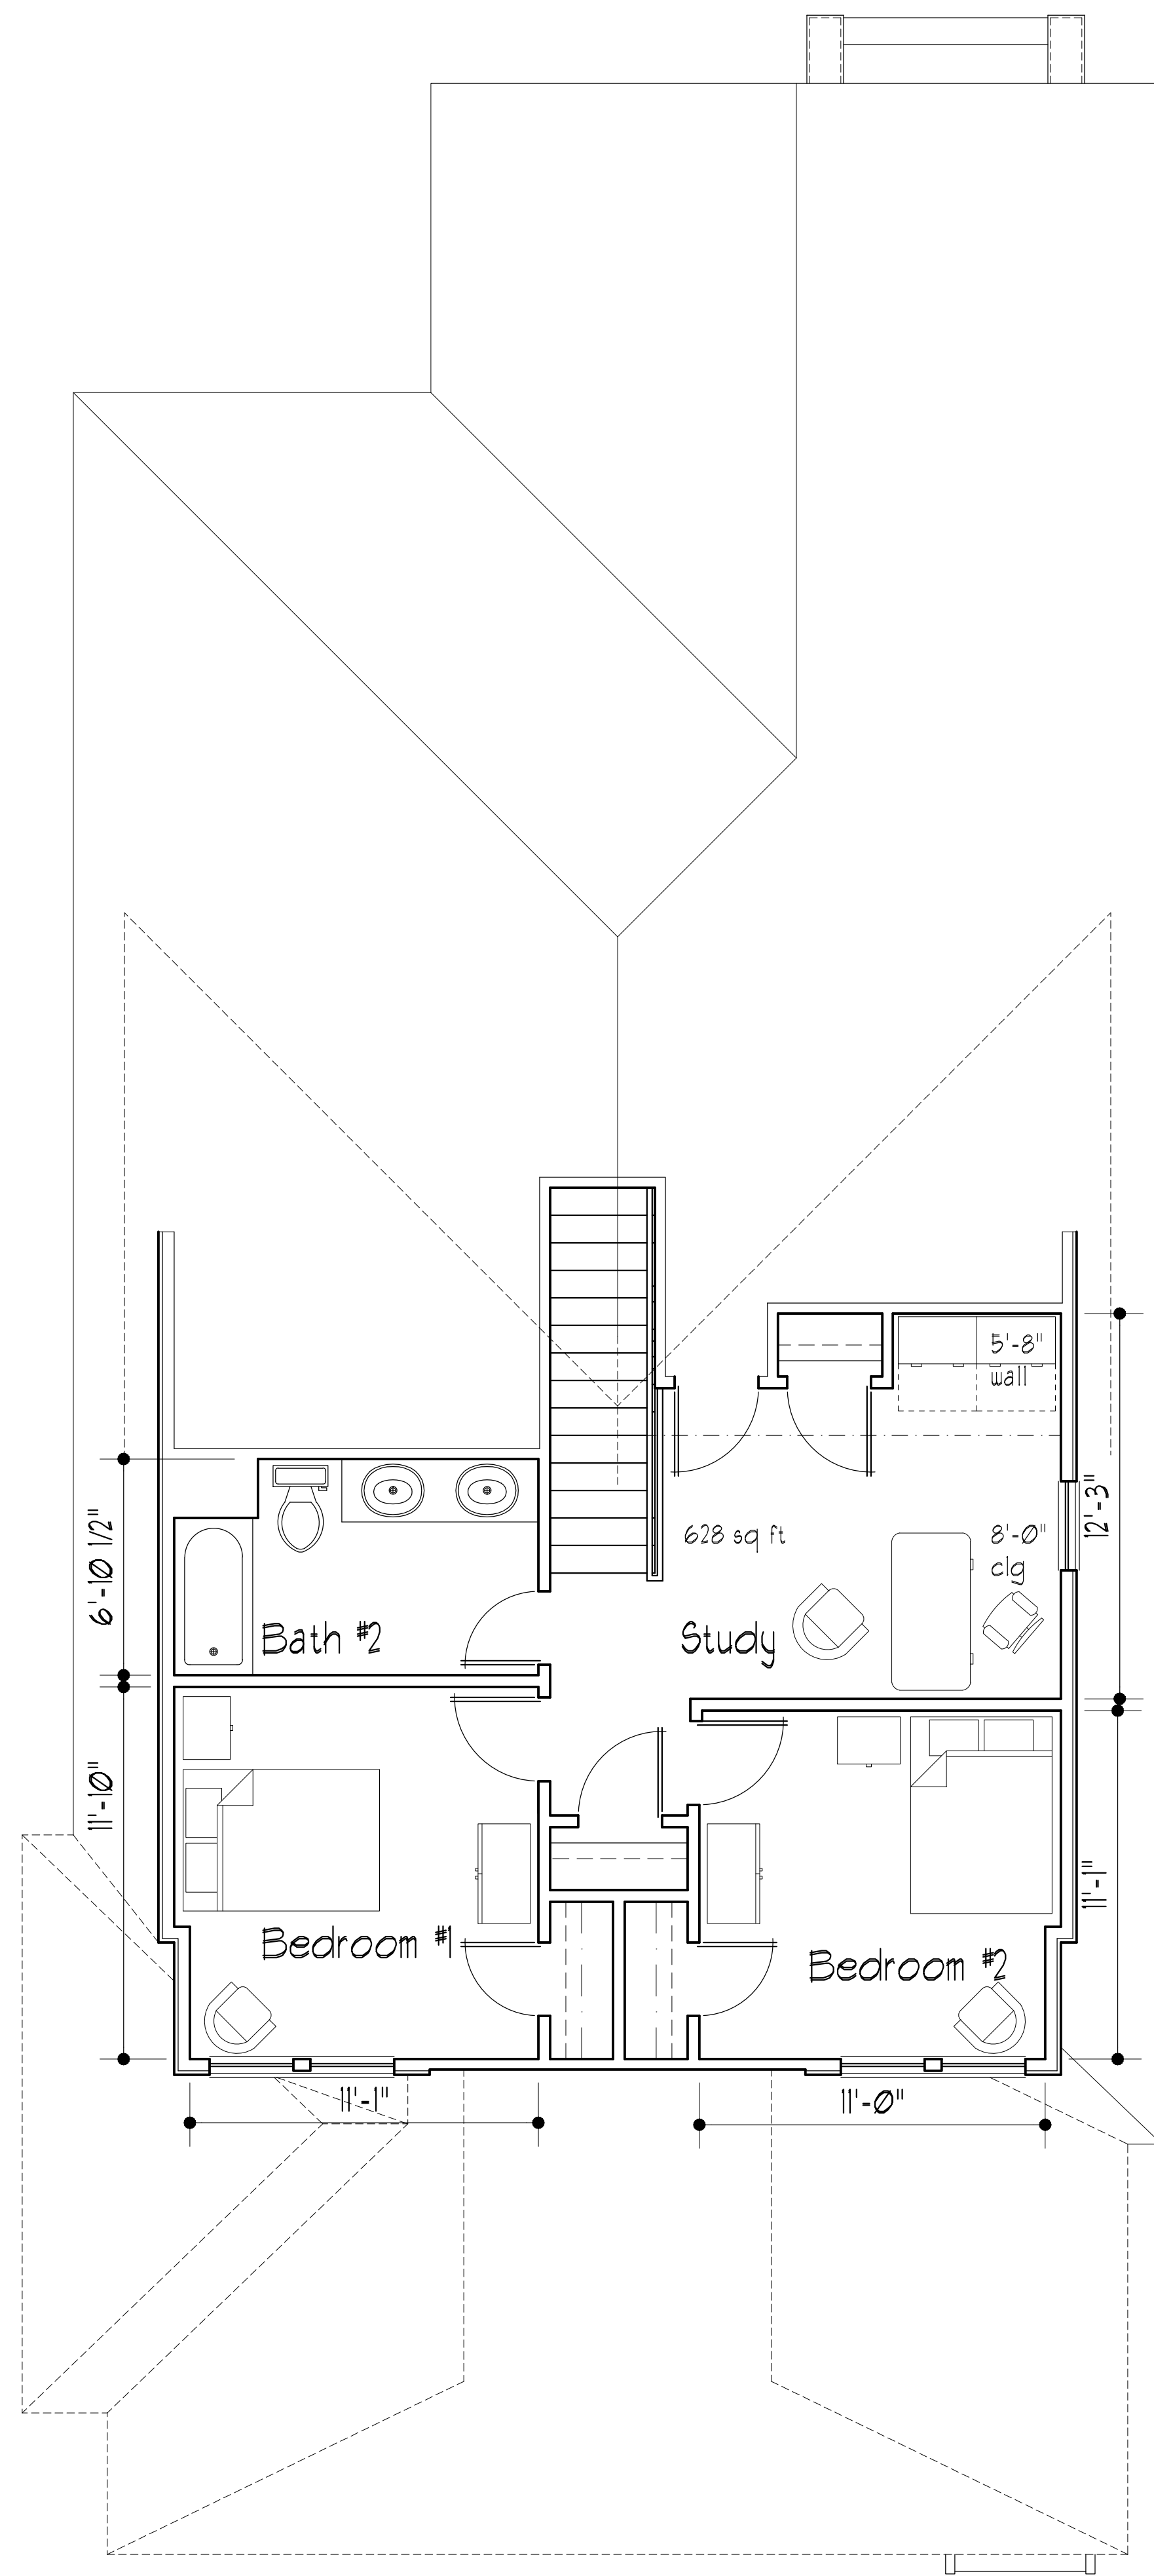 5'-8"
wall
12'-3"
628 sq ft
8'-0"
clg
6'-10 1/2"
Bath #2
Study
11'-10"
11'-1"
Bedroom #1
Bedroom #2
11'-1"
11'-0"